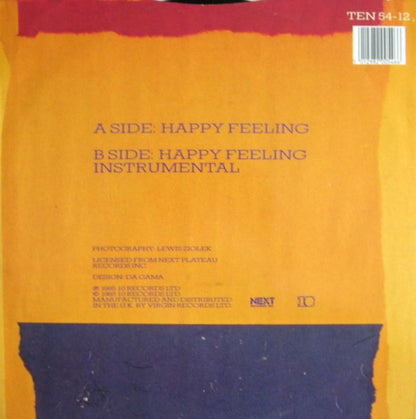 TEN 54-12
A SIDE: HAPPY FEELING
B SIDE: HAPPY FEELING
INSTRUMENTAL
PHOTOGRAPHY: LEWIS ZIOLEK
LICENSED FROM NEXT PLATEAU
RECORDS INC.
DESIGN: DA GAMA
℗ 1985 10 RECORDS LTD
© 1985 10 RECORDS LTD
MANUFACTURED AND DISTRIBUTED
IN THE U.K. BY VIRGIN RECORDS LTD.
NEXT
10